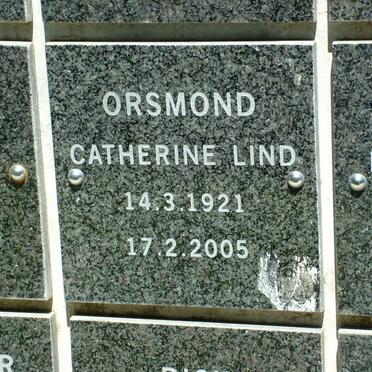 ORSMOND
CATHERINE LIND
14.3.1921
17.2.2005